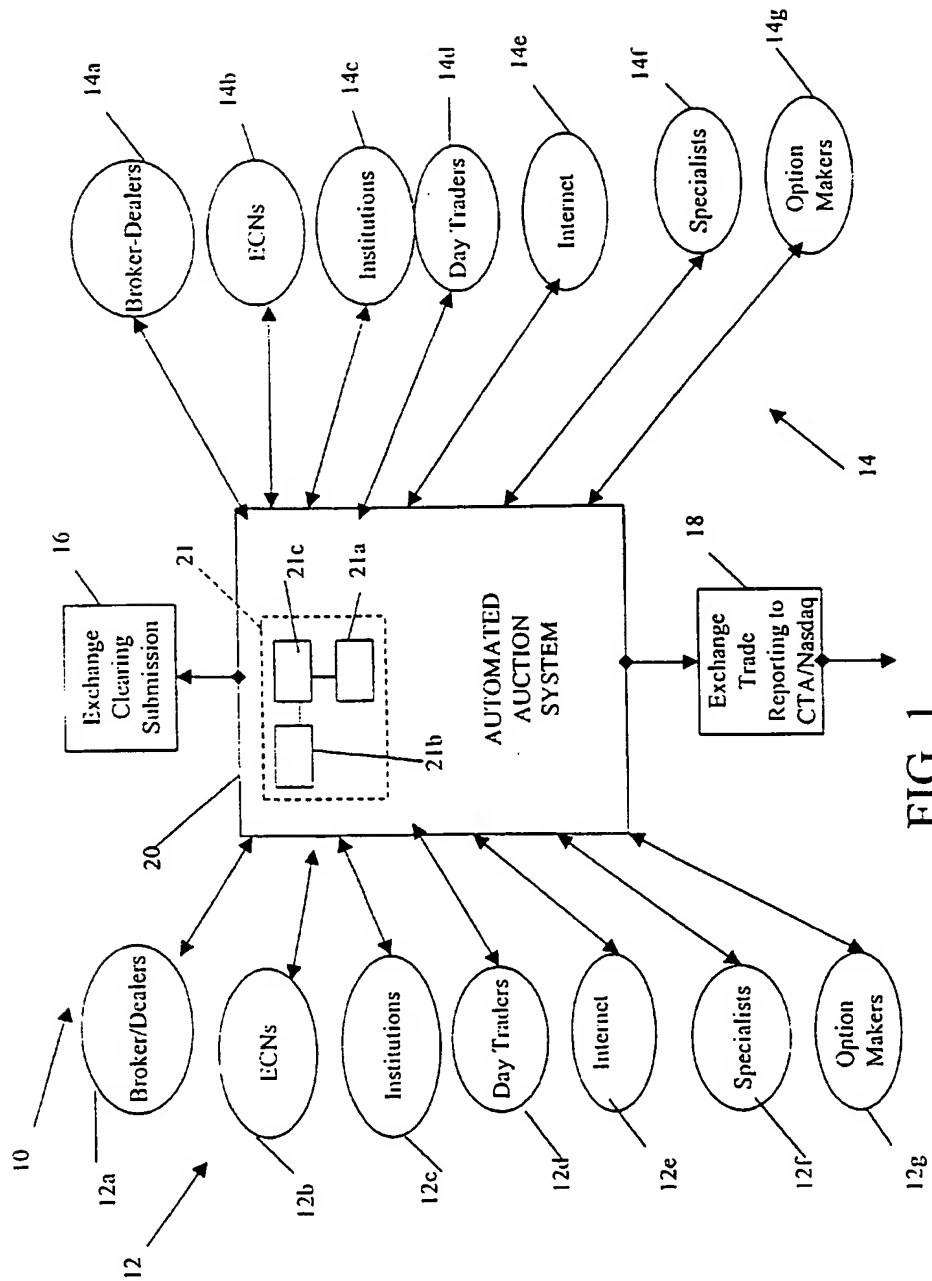 10
12a
Broker/Dealers
12
ECNs
12b
Institutions
12c
Day Traders
12d
Internet
12e
Specialists
12f
Option
Makers
12g
20
16
Exchange
Clearing
Submission
21
21c
21a
21b
AUTOMATED
AUCTION
SYSTEM
18
Exchange
Trade
Reporting to
CTA/Nasdaq
14a
Broker-Dealers
14b
ECNs
14c
Institutions
14d
Day Traders
14e
Internet
14f
Specialists
14g
Option
Makers
14
FIG. 1